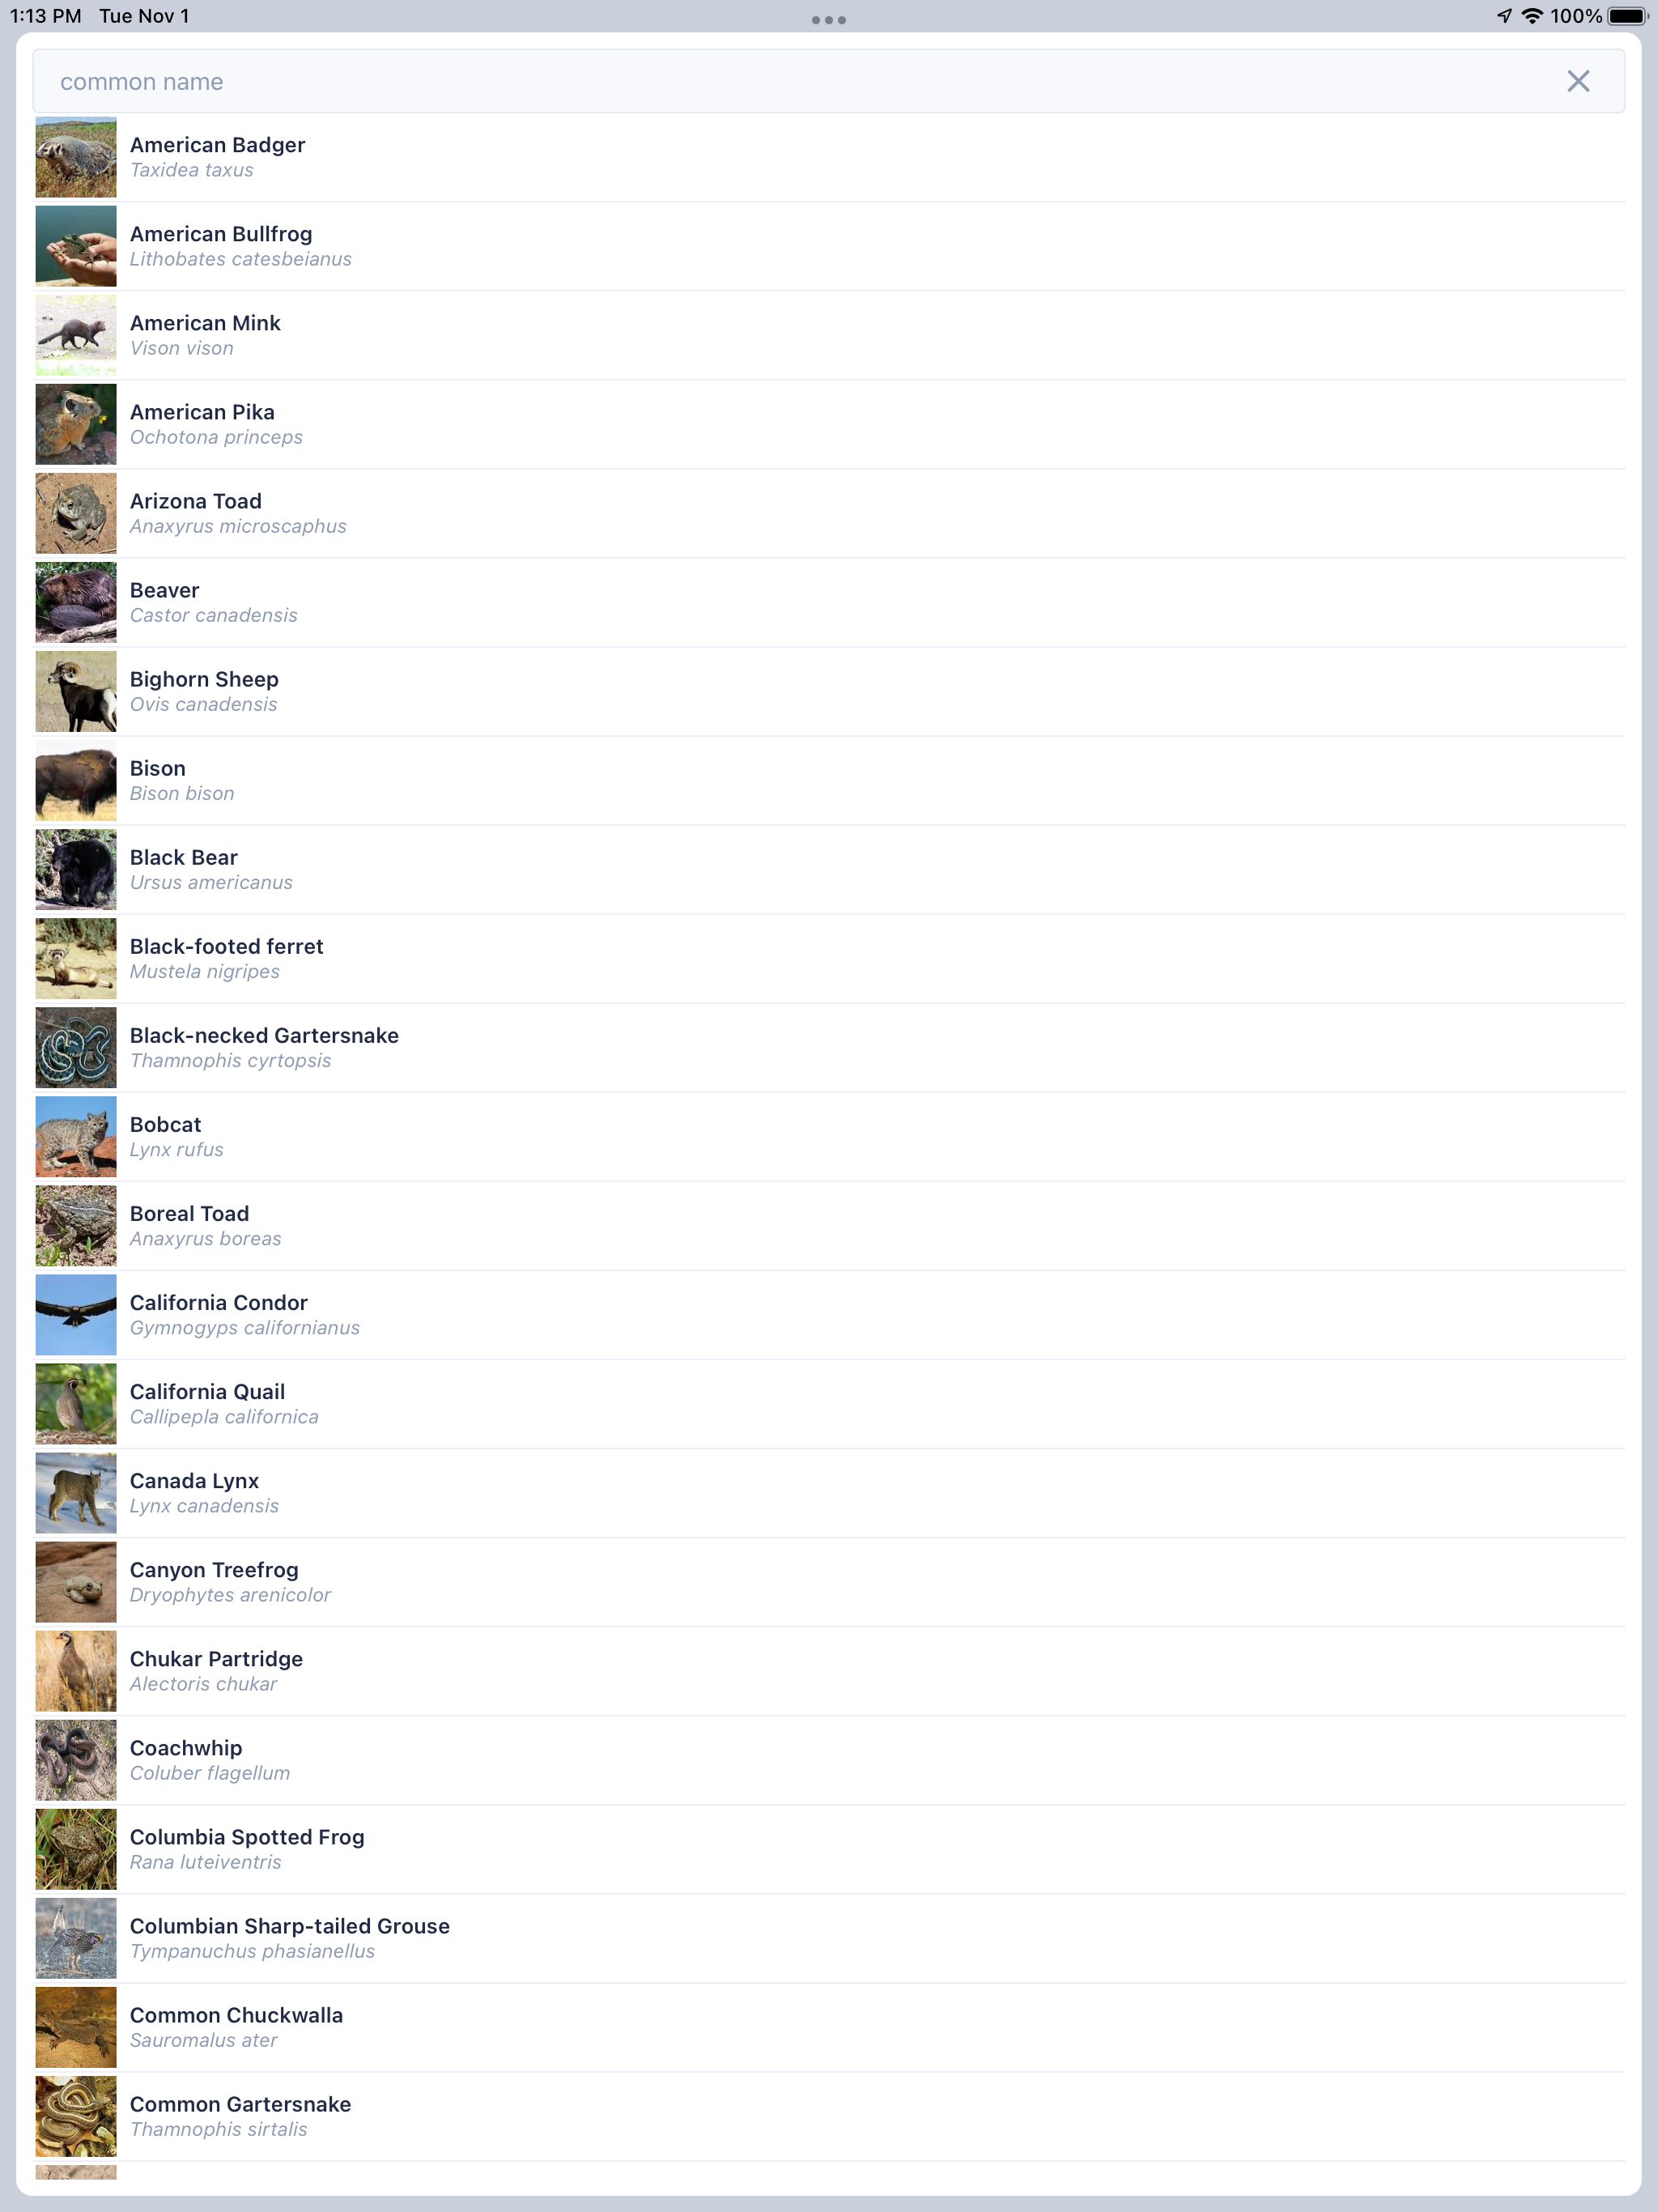 1:13 PM Tue Nov 1
100%
common name
American Badger
Taxidea taxus
American Bullfrog
Lithobates catesbeianus
American Mink
Vison vison
American Pika
Ochotona princeps
Arizona Toad
Anaxyrus microscaphus
Beaver
Castor canadensis
Bighorn Sheep
Ovis canadensis
Bison
Bison bison
Black Bear
Ursus americanus
Black-footed ferret
Mustela nigripes
Black-necked Gartersnake
Thamnophis cyrtopsis
Bobcat
Lynx rufus
Boreal Toad
Anaxyrus boreas
California Condor
Gymnogyps californianus
California Quail
Callipepla californica
Canada Lynx
Lynx canadensis
Canyon Treefrog
Dryophytes arenicolor
Chukar Partridge
Alectoris chukar
Coachwhip
Coluber flagellum
Columbia Spotted Frog
Rana luteiventris
Columbian Sharp-tailed Grouse
Tympanuchus phasianellus
Common Chuckwalla
Sauromalus ater
Common Gartersnake
Thamnophis sirtalis